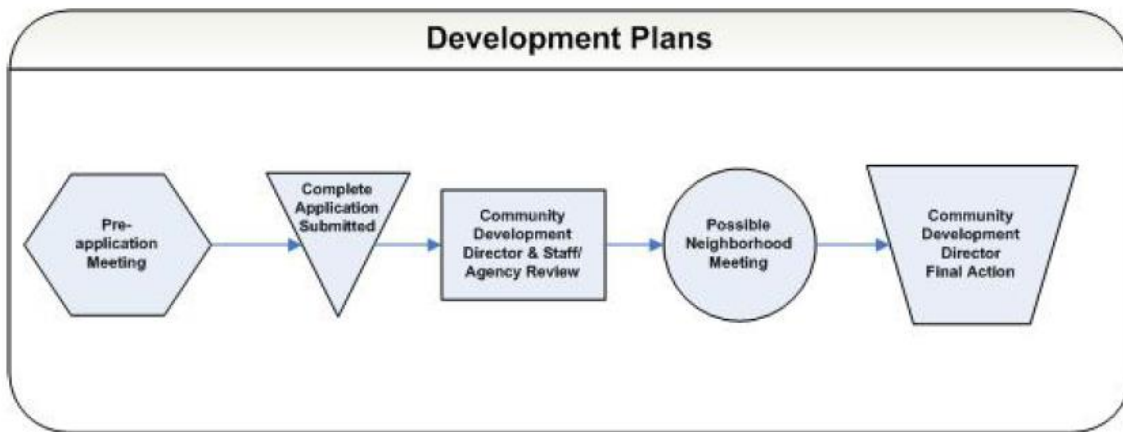 Development Plans
Pre-
application
Meeting
Complete
Application
Submitted
Community
Development
Director & Staff/
Agency Review
Possible
Neighborhood
Meeting
Community
Development
Director
Final Action